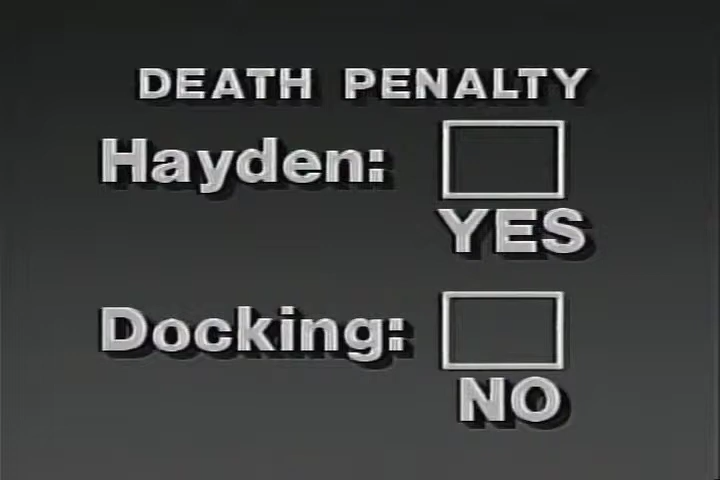 DEATH PENALTY
Hayden:
YES
Docking:
NO